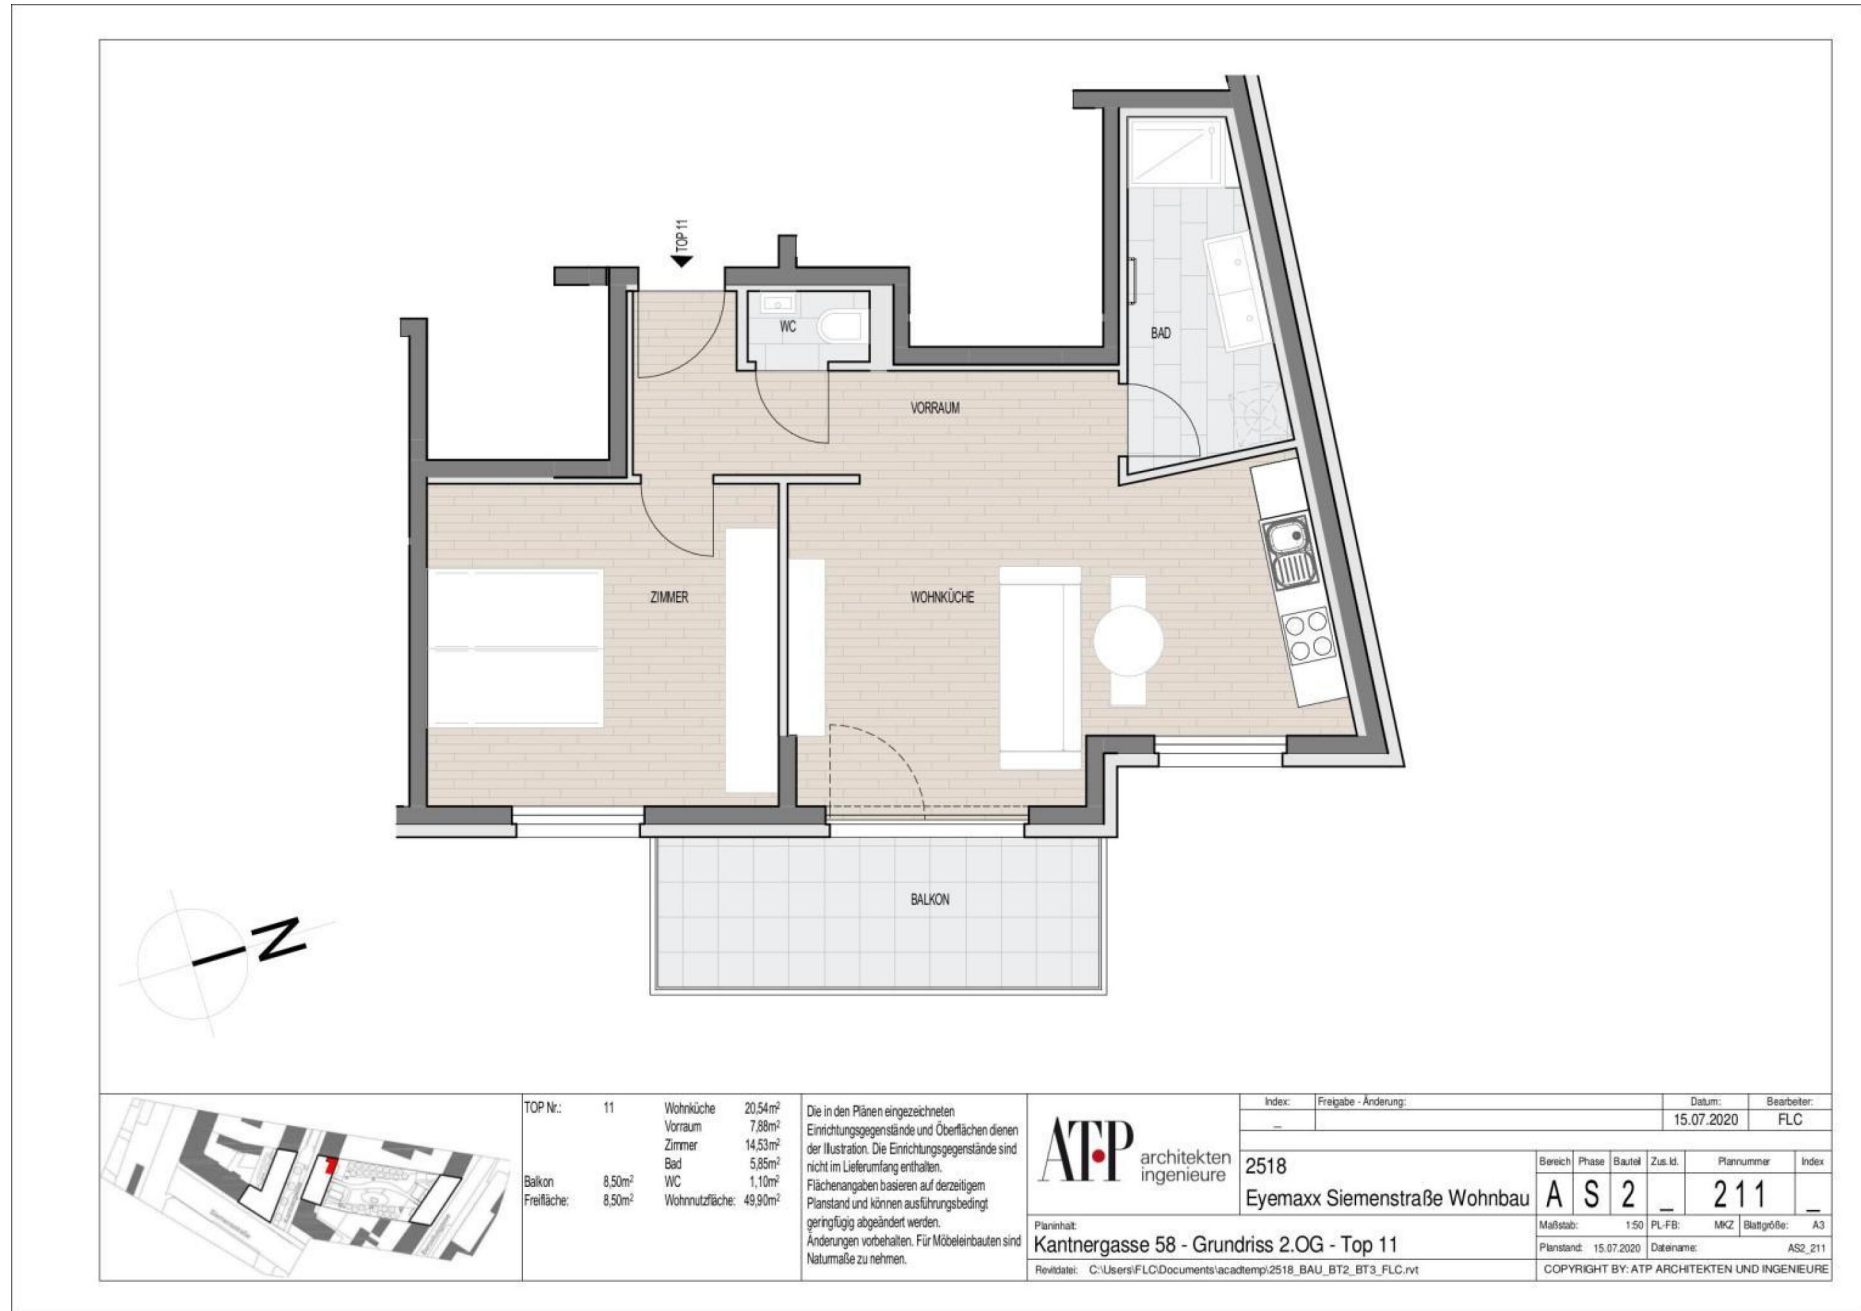 TOP 11
WC
BAD
VORRAUM
ZIMMER
WOHNKÜCHE
BALKON
N
Siemensstraße
TOP Nr.: 11
Wohnküche 20,54m²
Vorraum 7,88m²
Zimmer 14,53m²
Bad 5,85m²
Balkon 8,50m² WC 1,10m²
Freifläche: 8,50m² Wohnnutzfläche: 49,90m²
Die in den Plänen eingezeichneten
Einrichtungsgegenstände und Oberflächen dienen
der Illustration. Die Einrichtungsgegenstände sind
nicht im Lieferumfang enthalten.
Flächenangaben basieren auf derzeitigem
Planstand und können ausführungsbedingt
geringfügig abgeändert werden.
Änderungen vorbehalten. Für Möbeleinbauten sind
Naturmaße zu nehmen.
ATP architekten
ingenieure
Index: Freigabe - Änderung: Datum: Bearbeiter:
_ 15.07.2020 FLC
2518
Eyemaxx Siemenstraße Wohnbau
Bereich Phase Bauteil Zus.Id. Plannummer Index
A S 2 _ 211 _
Planinhalt:
Kantnergasse 58 - Grundriss 2.OG - Top 11
Maßstab: 1:50 PL-FB: MKZ Blattgröße: A3
Planstand: 15.07.2020 Dateiname: AS2_211
Revitdatei: C:\Users\FLC\Documents\acadtemp\2518_BAU_BT2_BT3_FLC.rvt
COPYRIGHT BY: ATP ARCHITEKTEN UND INGENIEURE